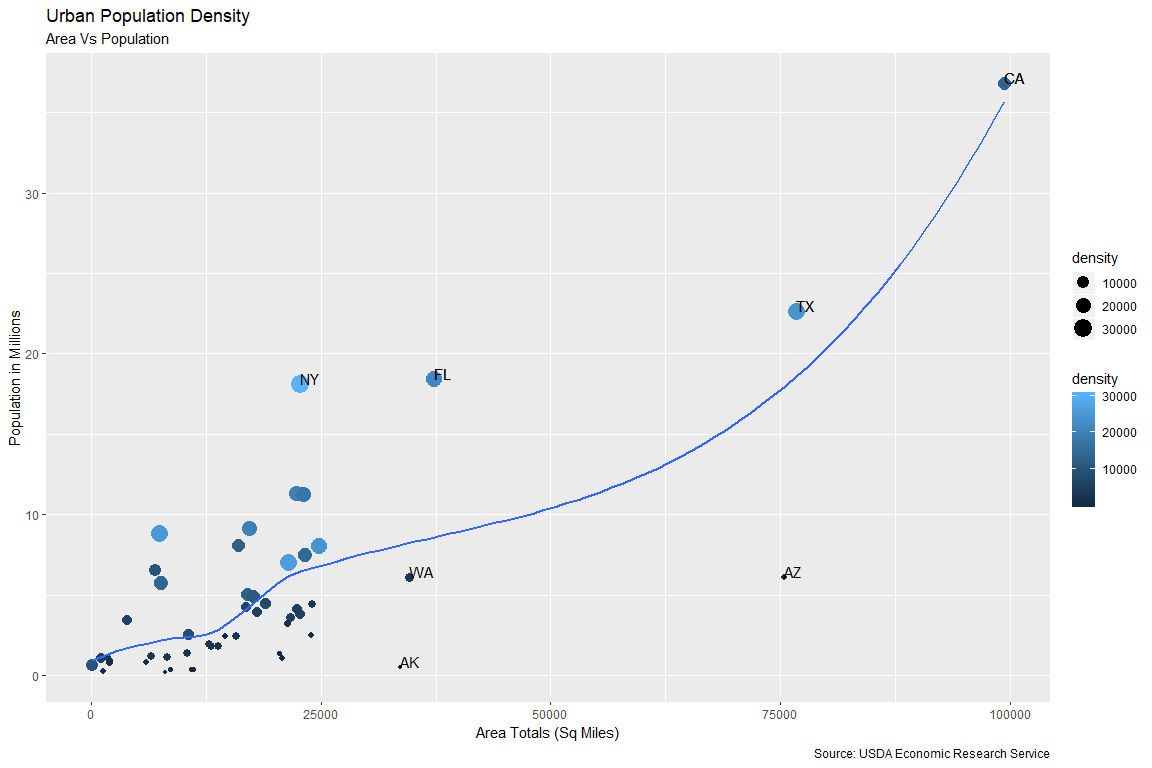 Urban Population Density
Area Vs Population
CA
30
TX
20
NY
FL
10
WA
AZ
AK
0
Population in Millions
0 25000 50000 75000 100000
Area Totals (Sq Miles)
density
10000
20000
30000
density
30000
20000
10000
Source: USDA Economic Research Service